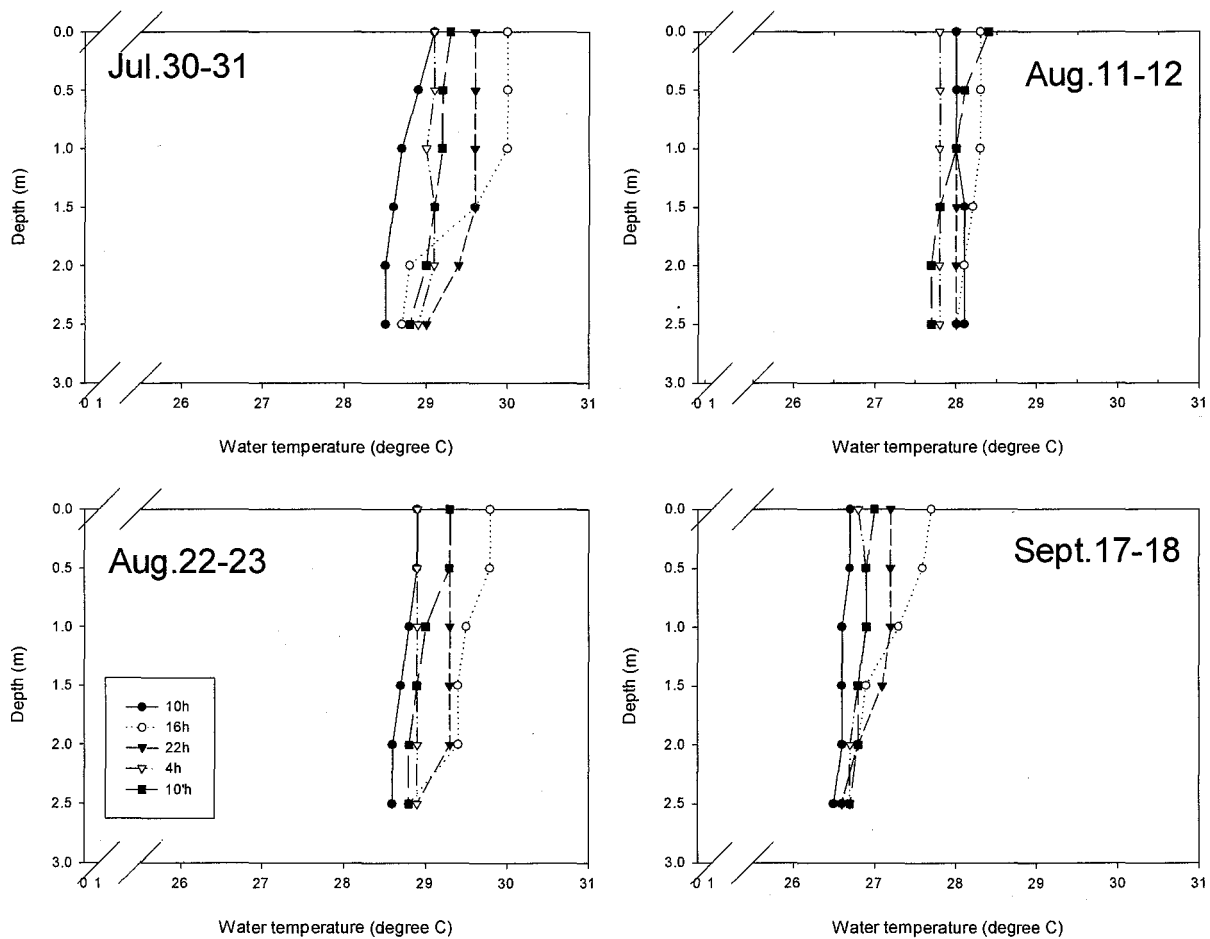 Jul.30-31
0.0
0.5
1.0
1.5
2.0
2.5
3.0
Depth (m)
0 1 26 27 28 29 30 31
Water temperature (degree C)
Aug.11-12
0.0
0.5
1.0
1.5
2.0
2.5
3.0
Depth (m)
0 1 26 27 28 29 30 31
Water temperature (degree C)
Aug.22-23
0.0
0.5
1.0
1.5
2.0
2.5
3.0
Depth (m)
10h
16h
22h
4h
10'h
0 1 26 27 28 29 30 31
Water temperature (degree C)
Sept.17-18
0.0
0.5
1.0
1.5
2.0
2.5
3.0
Depth (m)
0 1 26 27 28 29 30 31
Water temperature (degree C)